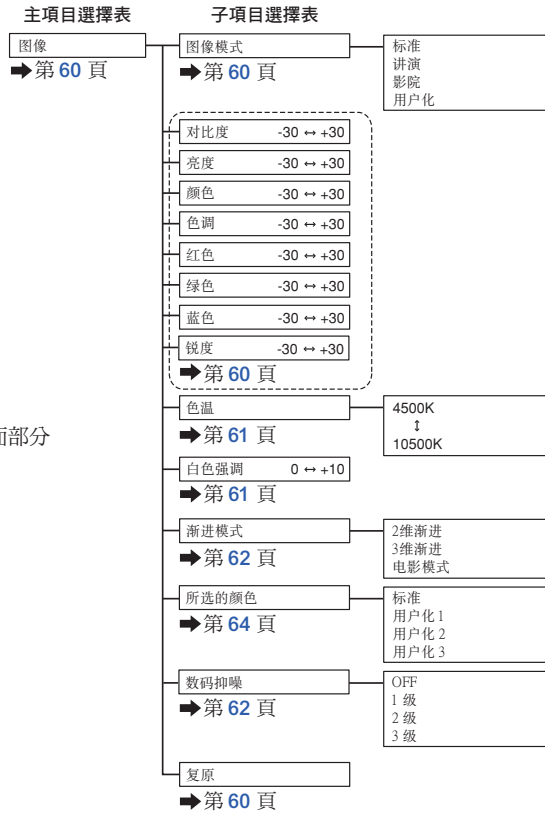 主項目選擇表
子項目選擇表
图像
➡第 60 頁
图像模式
➡第 60 頁
标准
讲演
影院
用户化
对比度 -30 ↔ +30
亮度 -30 ↔ +30
颜色 -30 ↔ +30
色调 -30 ↔ +30
红色 -30 ↔ +30
绿色 -30 ↔ +30
蓝色 -30 ↔ +30
锐度 -30 ↔ +30
➡第 60 頁
面部分
色温
➡第 61 頁
4500K
↕
10500K
白色强调 0 ↔ +10
➡第 61 頁
渐进模式
➡第 62 頁
2维渐进
3维渐进
电影模式
所选的颜色
➡第 64 頁
标准
用户化 1
用户化 2
用户化 3
数码抑噪
➡第 62 頁
OFF
1 级
2 级
3 级
复原
➡第 60 頁